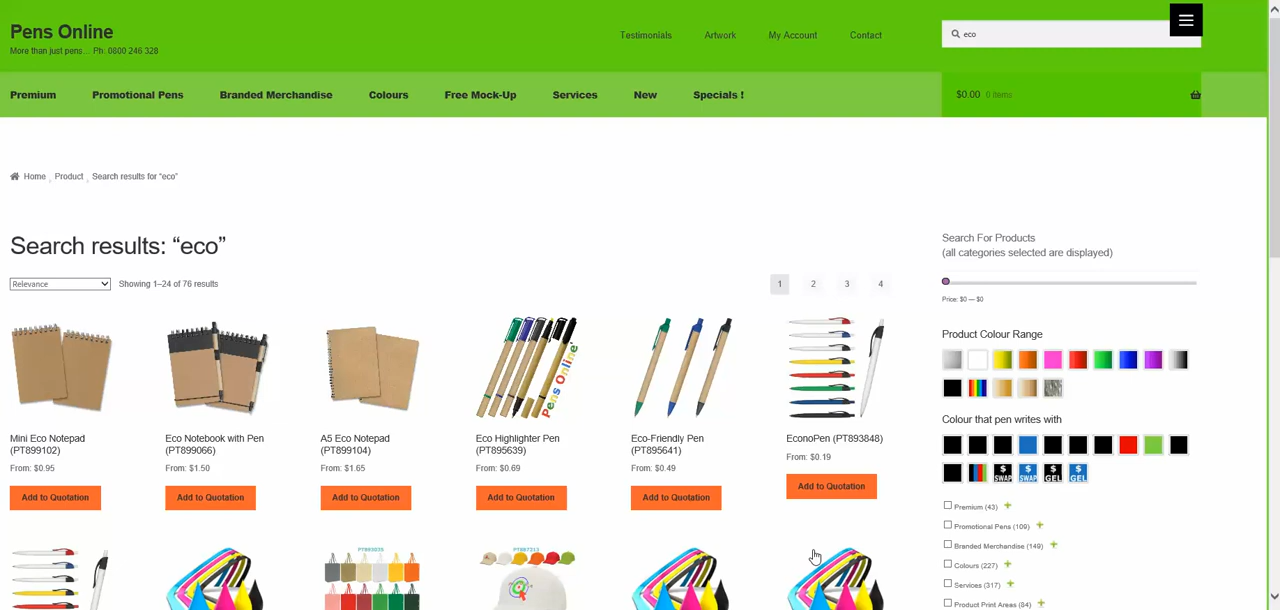 Pens Online
More than just pens... Ph: 0800 246 328
Testimonials
Artwork
My Account
Contact
eco
Premium
Promotional Pens
Branded Merchandise
Colours
Free Mock-Up
Services
New
Specials !
$0.00 0 items
Home
Product
Search results for “eco”
Search results: “eco”
Relevance
Showing 1–24 of 76 results
1
2
3
4
Pens Online
Mini Eco Notepad
(PT899102)
From: $0.95
Add to Quotation
Eco Notebook with Pen
(PT899066)
From: $1.50
Add to Quotation
A5 Eco Notepad
(PT899104)
From: $1.65
Add to Quotation
Eco Highlighter Pen
(PT895639)
From: $0.69
Add to Quotation
Eco-Friendly Pen
(PT895641)
From: $0.49
Add to Quotation
EconoPen (PT893848)
From: $0.19
Add to Quotation
Search For Products
(all categories selected are displayed)
Price: $0 — $0
Product Colour Range
Colour that pen writes with
$ SWAP
$ SWAP
$ GEL
$ GEL
Premium (43)
Promotional Pens (109)
Branded Merchandise (149)
Colours (227)
Services (317)
Product Print Areas (84)